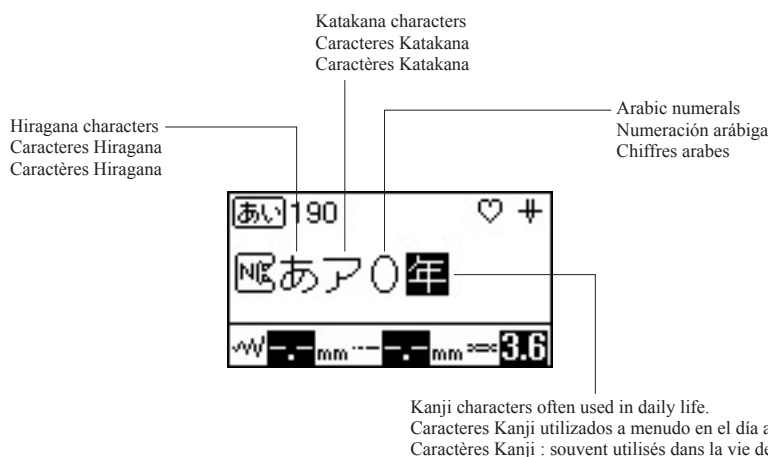 Katakana characters
Caracteres Katakana
Caractères Katakana
Hiragana characters
Caracteres Hiragana
Caractères Hiragana
Arabic numerals
Numeración arábiga
Chiffres arabes
あい 190
あア0年
-.- mm -.- mm 3.6
Kanji characters often used in daily life.
Caracteres Kanji utilizados a menudo en el día a
Caractères Kanji : souvent utilisés dans la vie de